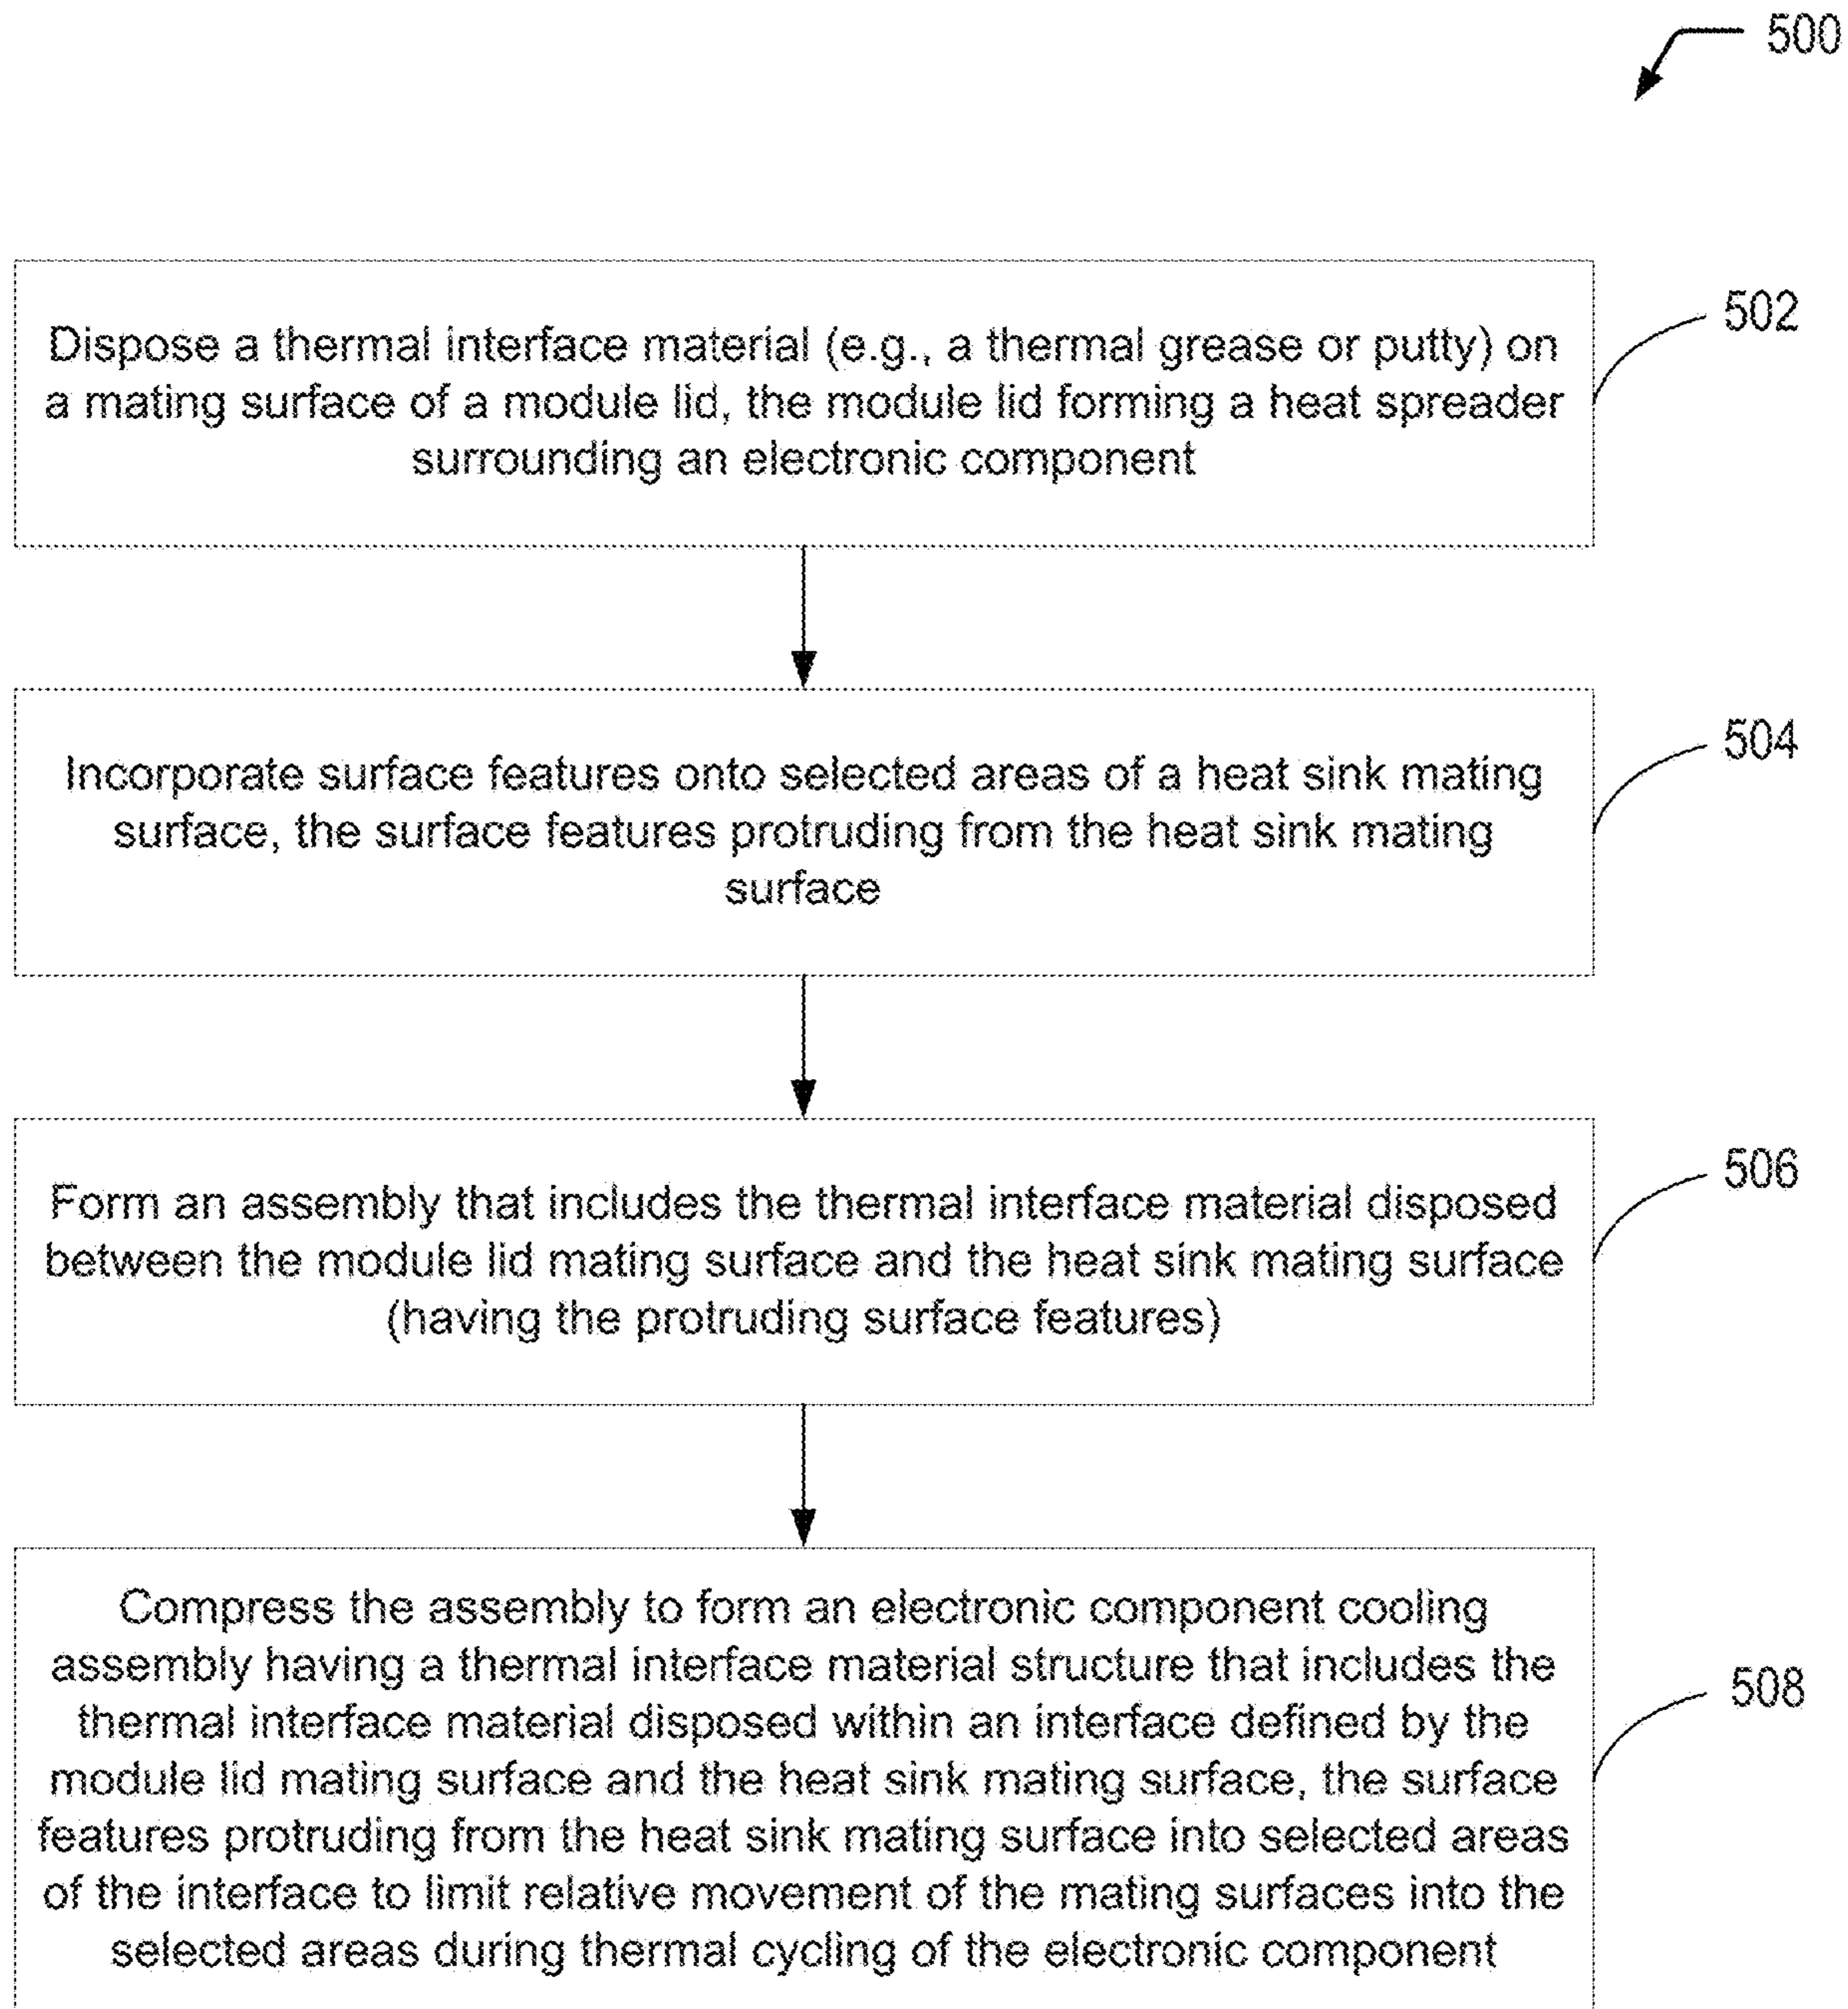 500
Dispose a thermal interface material (e.g., a thermal grease or putty) on
a mating surface of a module lid, the module lid forming a heat spreader
surrounding an electronic component
502
Incorporate surface features onto selected areas of a heat sink mating
surface, the surface features protruding from the heat sink mating
surface
504
Form an assembly that includes the thermal interface material disposed
between the module lid mating surface and the heat sink mating surface
(having the protruding surface features)
506
Compress the assembly to form an electronic component cooling
assembly having a thermal interface material structure that includes the
thermal interface material disposed within an interface defined by the
module lid mating surface and the heat sink mating surface, the surface
features protruding from the heat sink mating surface into selected areas
of the interface to limit relative movement of the mating surfaces into the
selected areas during thermal cycling of the electronic component
508